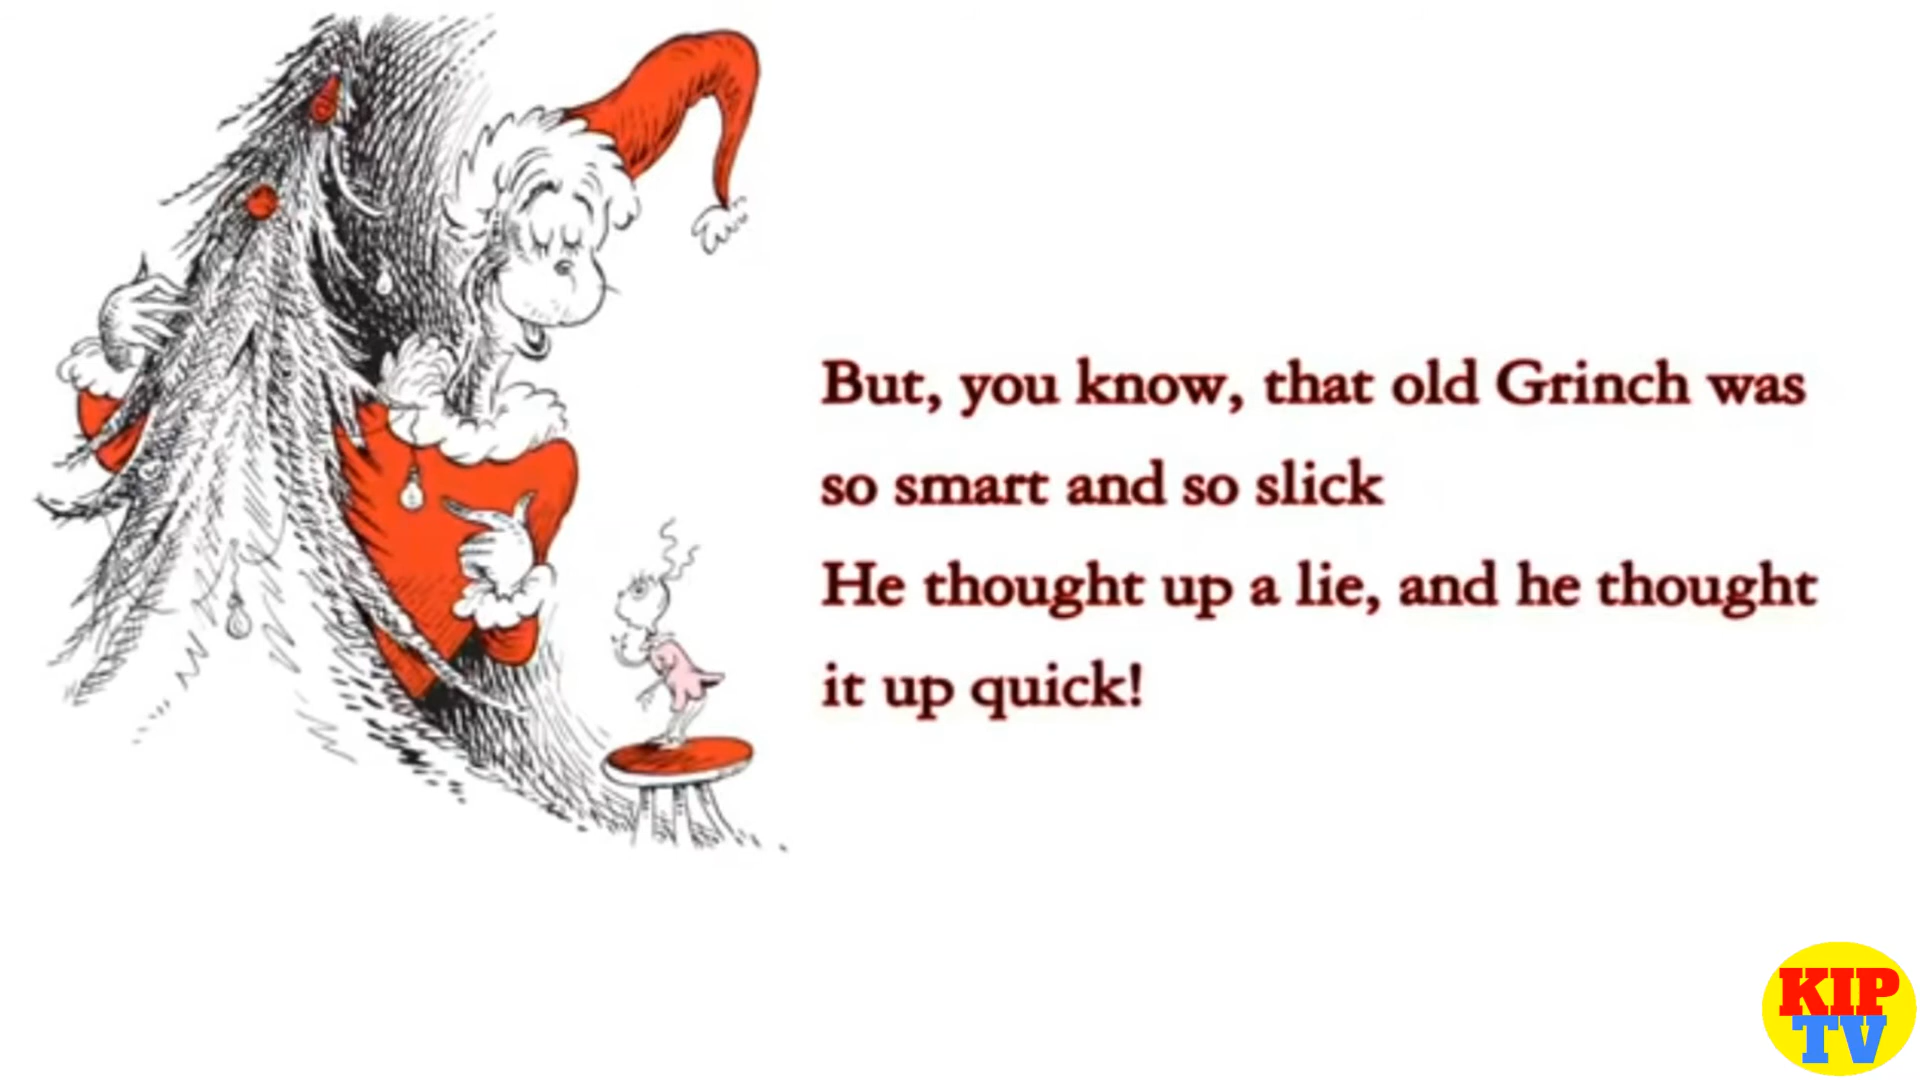 But, you know, that old Grinch was
so smart and so slick
He thought up a lie, and he thought
it up quick!
KIP
TV